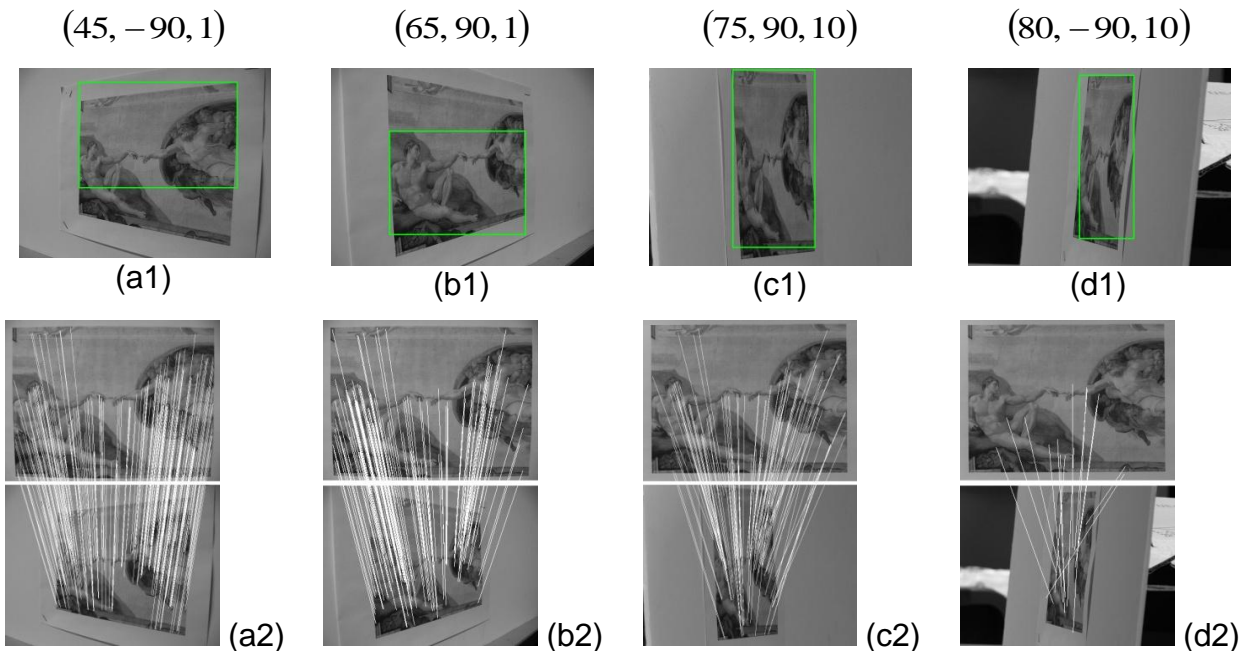 (45, −90, 1) (65, 90, 1) (75, 90, 10) (80, −90, 10)
(a1) (b1) (c1) (d1)
(a2) (b2) (c2) (d2)